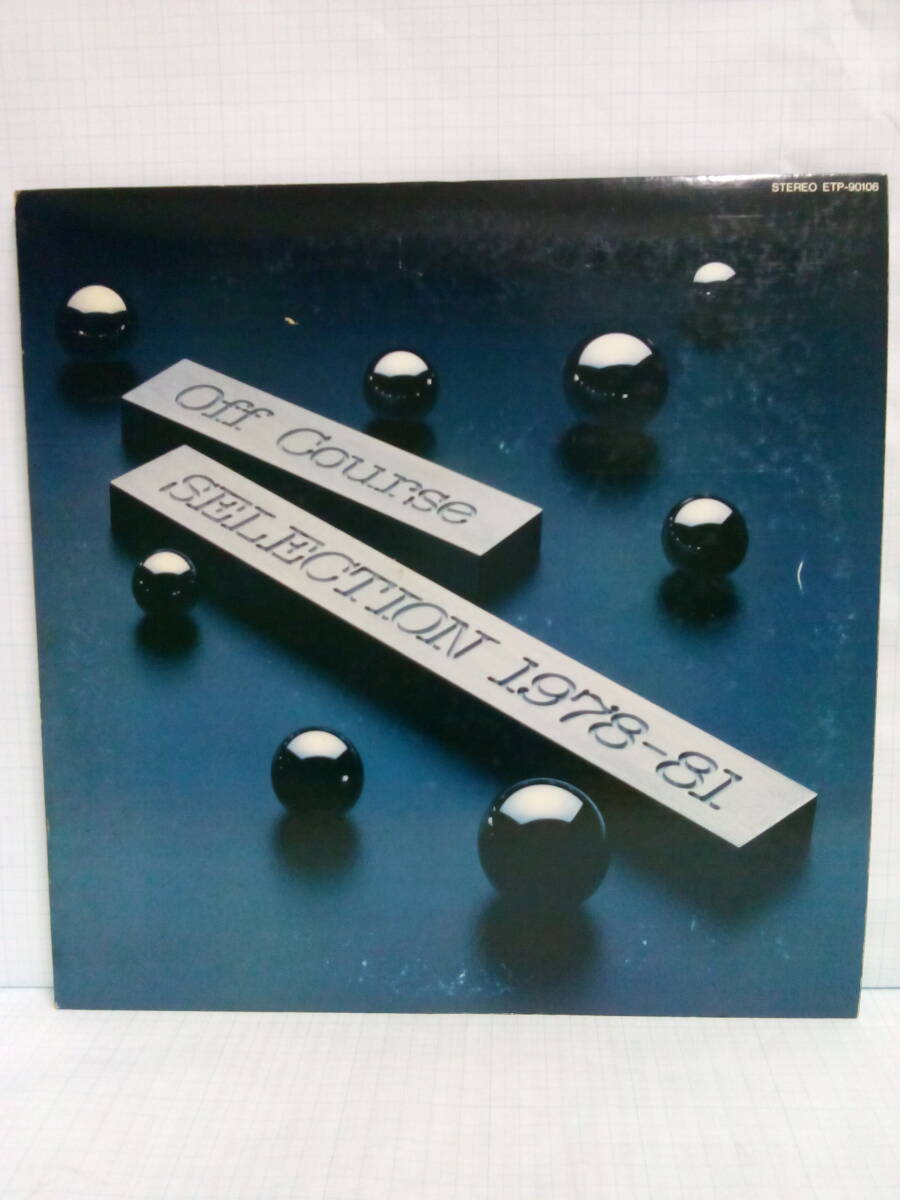 STEREO ETP-90106
Off Course
SELECTION 1978-81